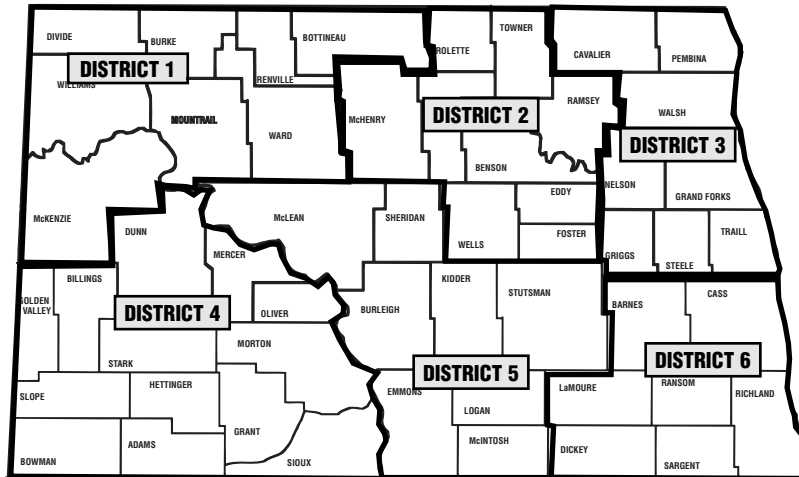 DIVIDE
BURKE
BOTTINEAU
ROLETTE
TOWNER
CAVALIER
PEMBINA
DISTRICT 1
WILLIAMS
RENVILLE
MOUNTRAIL
WARD
McHENRY
DISTRICT 2
RAMSEY
WALSH
DISTRICT 3
BENSON
NELSON
GRAND FORKS
EDDY
McKENZIE
DUNN
McLEAN
SHERIDAN
WELLS
FOSTER
GRIGGS
STEELE
TRAILL
MERCER
BILLINGS
GOLDEN
VALLEY
DISTRICT 4
OLIVER
BURLEIGH
KIDDER
STUTSMAN
BARNES
CASS
MORTON
STARK
DISTRICT 5
DISTRICT 6
SLOPE
HETTINGER
EMMONS
LOGAN
LaMOURE
RANSOM
RICHLAND
GRANT
ADAMS
BOWMAN
SIOUX
McINTOSH
DICKEY
SARGENT